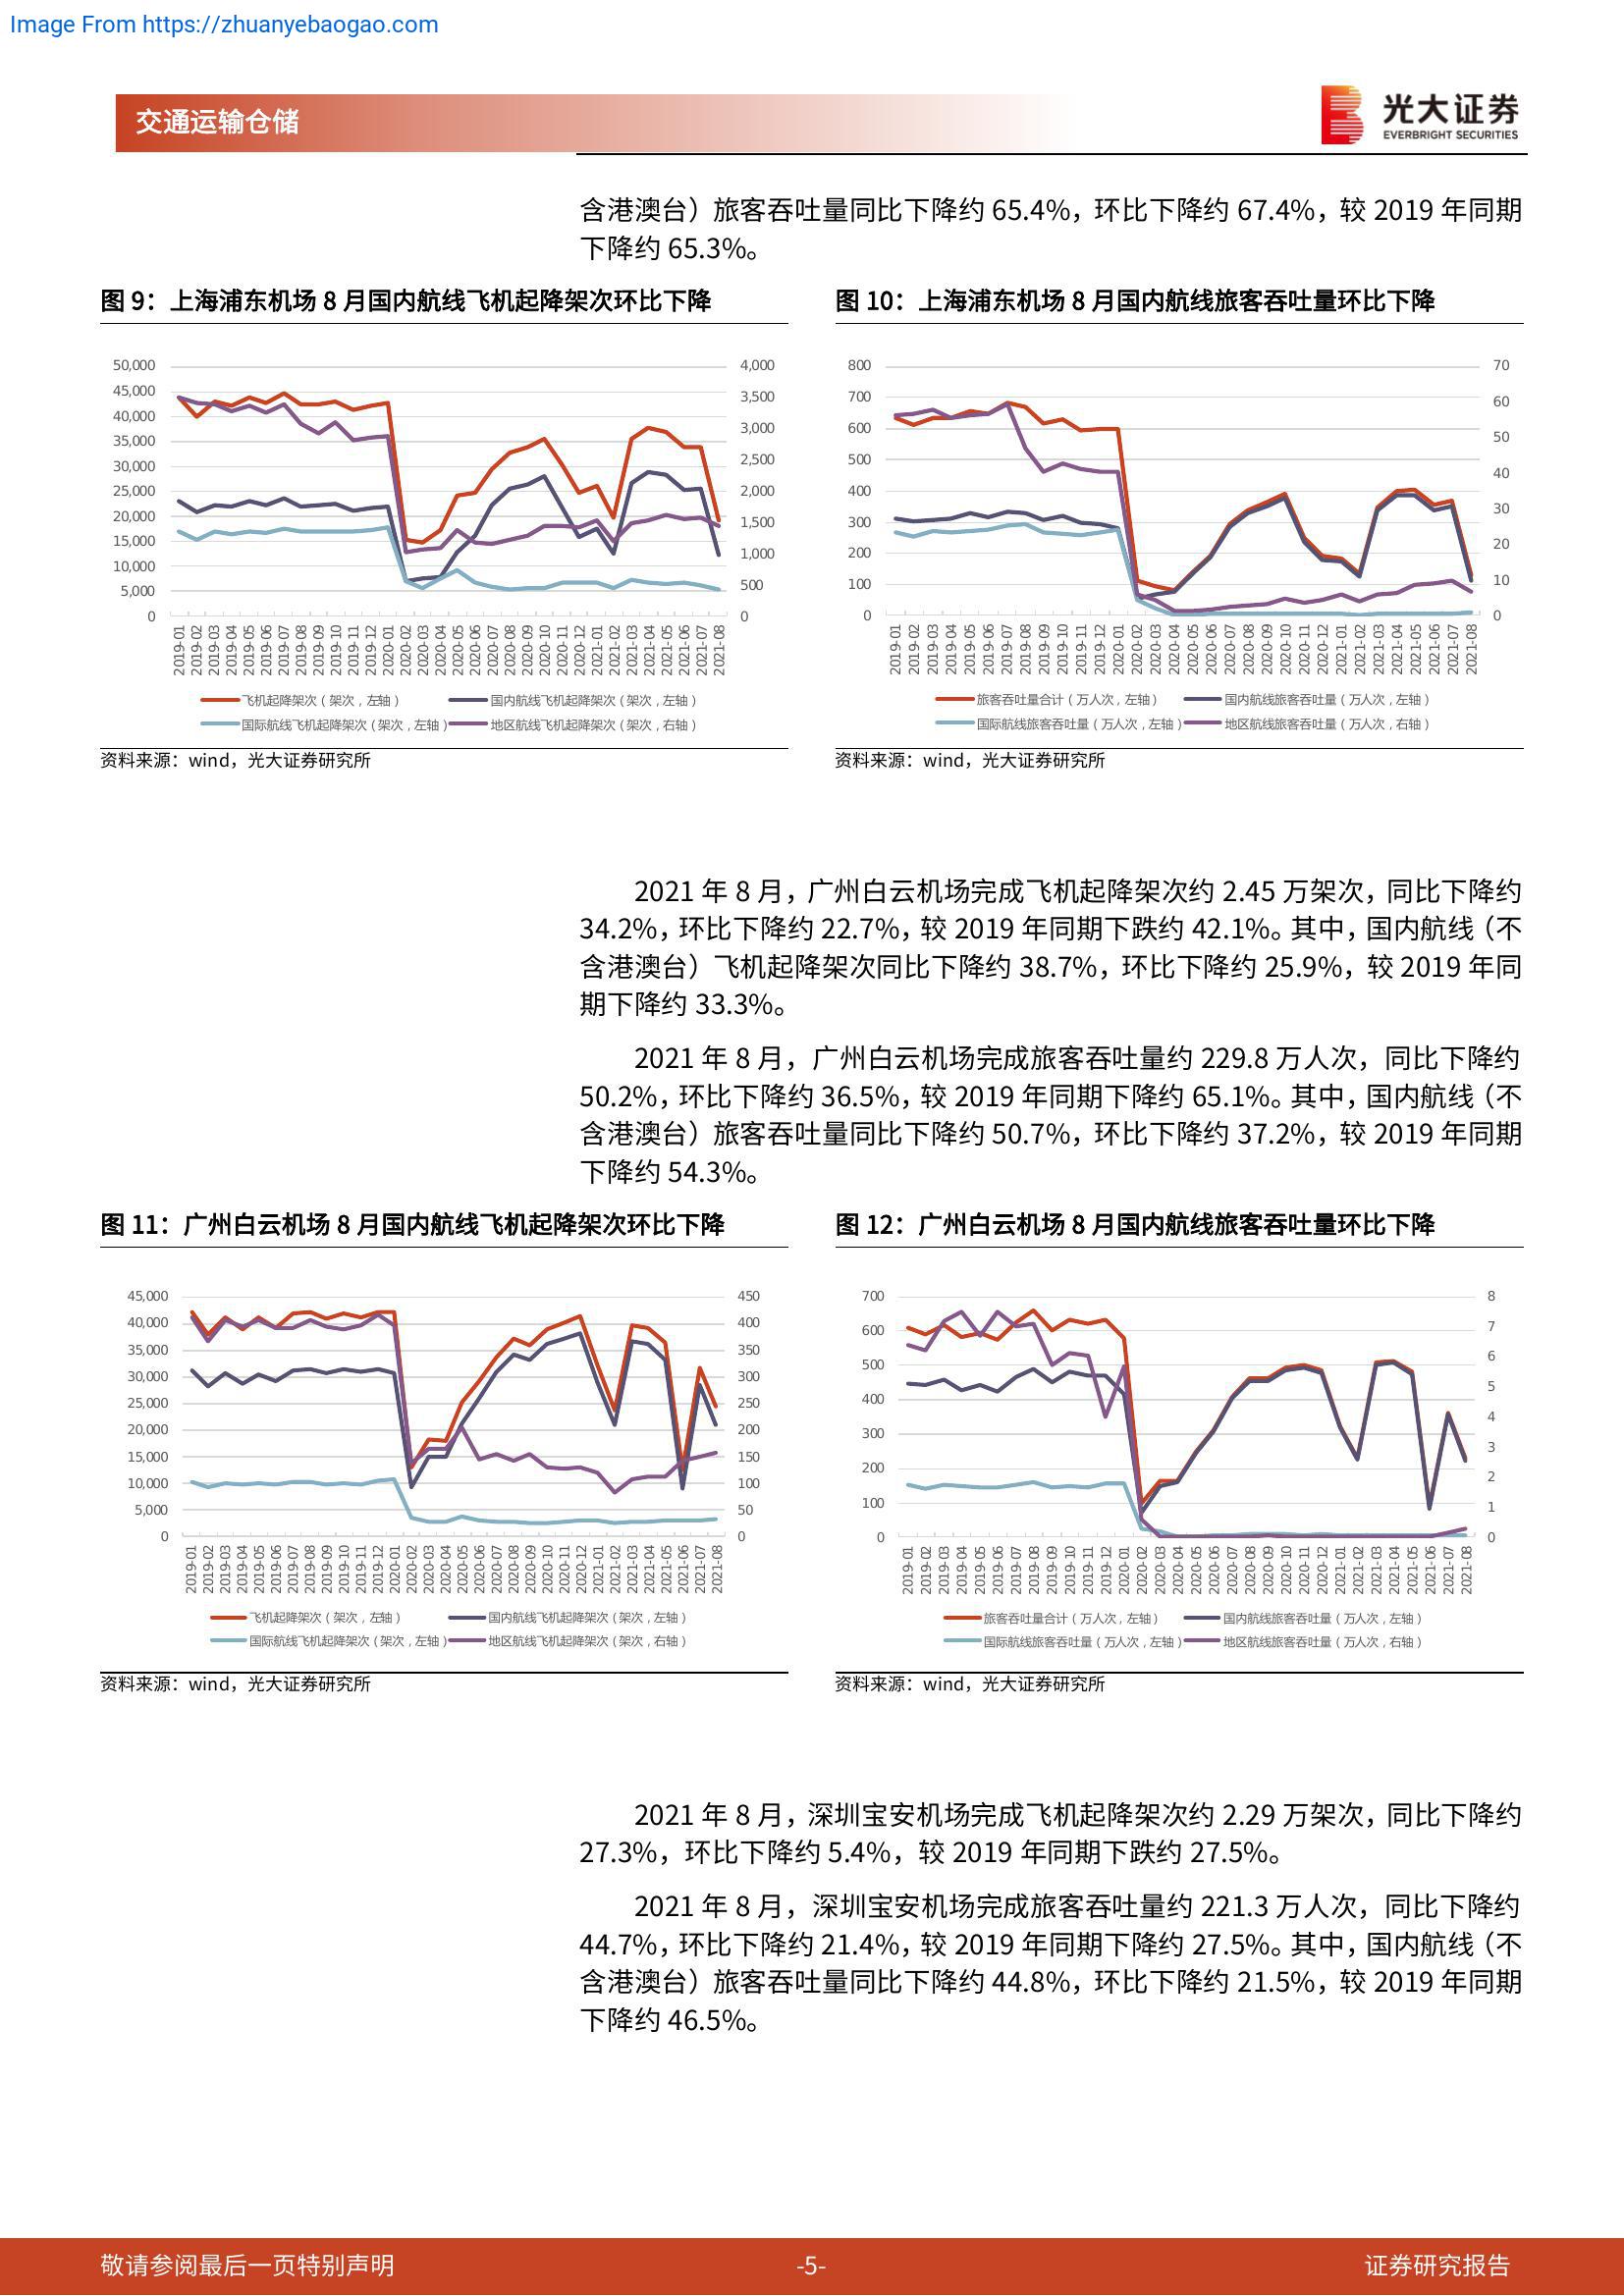 Image From https://zhuanyebaogao.com
交通运输仓储
光大证券
EVERBRIGHT SECURITIES
含港澳台）旅客吞吐量同比下降约 65.4%，环比下降约 67.4%，较 2019 年同期
下降约 65.3%。
图 9：上海浦东机场 8 月国内航线飞机起降架次环比下降
50,000
45,000
40,000
35,000
30,000
25,000
20,000
15,000
10,000
5,000
0
4,000
3,500
3,000
2,500
2,000
1,500
1,000
500
0
2019-01 2019-02 2019-03 2019-04 2019-05 2019-06 2019-07 2019-08 2019-09 2019-10 2019-11 2019-12 2020-01 2020-02 2020-03 2020-04 2020-05 2020-06 2020-07 2020-08 2020-09 2020-10 2020-11 2020-12 2021-01 2021-02 2021-03 2021-04 2021-05 2021-06 2021-07 2021-08
飞机起降架次（架次，左轴） 国内航线飞机起降架次（架次，左轴）
国际航线飞机起降架次（架次，左轴） 地区航线飞机起降架次（架次，右轴）
资料来源：wind，光大证券研究所
图 10：上海浦东机场 8 月国内航线旅客吞吐量环比下降
800
700
600
500
400
300
200
100
0
70
60
50
40
30
20
10
0
2019-01 2019-02 2019-03 2019-04 2019-05 2019-06 2019-07 2019-08 2019-09 2019-10 2019-11 2019-12 2020-01 2020-02 2020-03 2020-04 2020-05 2020-06 2020-07 2020-08 2020-09 2020-10 2020-11 2020-12 2021-01 2021-02 2021-03 2021-04 2021-05 2021-06 2021-07 2021-08
旅客吞吐量合计（万人次，左轴） 国内航线旅客吞吐量（万人次，左轴）
国际航线旅客吞吐量（万人次，左轴） 地区航线旅客吞吐量（万人次，右轴）
资料来源：wind，光大证券研究所
2021 年 8 月，广州白云机场完成飞机起降架次约 2.45 万架次，同比下降约
34.2%，环比下降约 22.7%，较 2019 年同期下跌约 42.1%。其中，国内航线（不
含港澳台）飞机起降架次同比下降约 38.7%，环比下降约 25.9%，较 2019 年同
期下降约 33.3%。
2021 年 8 月，广州白云机场完成旅客吞吐量约 229.8 万人次，同比下降约
50.2%，环比下降约 36.5%，较 2019 年同期下降约 65.1%。其中，国内航线（不
含港澳台）旅客吞吐量同比下降约 50.7%，环比下降约 37.2%，较 2019 年同期
下降约 54.3%。
图 11：广州白云机场 8 月国内航线飞机起降架次环比下降
45,000
40,000
35,000
30,000
25,000
20,000
15,000
10,000
5,000
0
450
400
350
300
250
200
150
100
50
0
2019-01 2019-02 2019-03 2019-04 2019-05 2019-06 2019-07 2019-08 2019-09 2019-10 2019-11 2019-12 2020-01 2020-02 2020-03 2020-04 2020-05 2020-06 2020-07 2020-08 2020-09 2020-10 2020-11 2020-12 2021-01 2021-02 2021-03 2021-04 2021-05 2021-06 2021-07 2021-08
飞机起降架次（架次，左轴） 国内航线飞机起降架次（架次，左轴）
国际航线飞机起降架次（架次，左轴） 地区航线飞机起降架次（架次，右轴）
资料来源：wind，光大证券研究所
图 12：广州白云机场 8 月国内航线旅客吞吐量环比下降
700
600
500
400
300
200
100
0
8
7
6
5
4
3
2
1
0
2019-01 2019-02 2019-03 2019-04 2019-05 2019-06 2019-07 2019-08 2019-09 2019-10 2019-11 2019-12 2020-01 2020-02 2020-03 2020-04 2020-05 2020-06 2020-07 2020-08 2020-09 2020-10 2020-11 2020-12 2021-01 2021-02 2021-03 2021-04 2021-05 2021-06 2021-07 2021-08
旅客吞吐量合计（万人次，左轴） 国内航线旅客吞吐量（万人次，左轴）
国际航线旅客吞吐量（万人次，左轴） 地区航线旅客吞吐量（万人次，右轴）
资料来源：wind，光大证券研究所
2021 年 8 月，深圳宝安机场完成飞机起降架次约 2.29 万架次，同比下降约
27.3%，环比下降约 5.4%，较 2019 年同期下跌约 27.5%。
2021 年 8 月，深圳宝安机场完成旅客吞吐量约 221.3 万人次，同比下降约
44.7%，环比下降约 21.4%，较 2019 年同期下降约 27.5%。其中，国内航线（不
含港澳台）旅客吞吐量同比下降约 44.8%，环比下降约 21.5%，较 2019 年同期
下降约 46.5%。
敬请参阅最后一页特别声明
-5-
证券研究报告